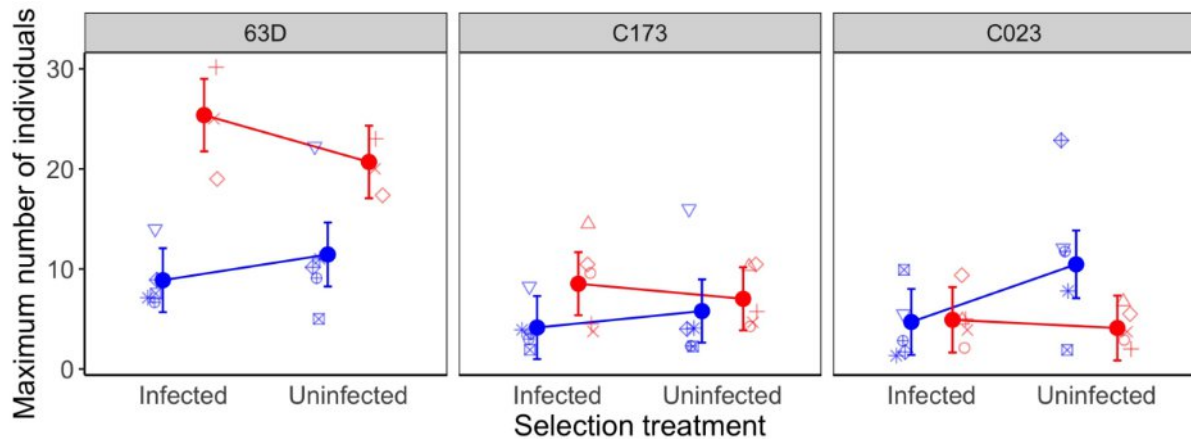 63D C173 C023
Maximum number of individuals
30
20
10
0
Infected Uninfected Infected Uninfected Infected Uninfected
Selection treatment